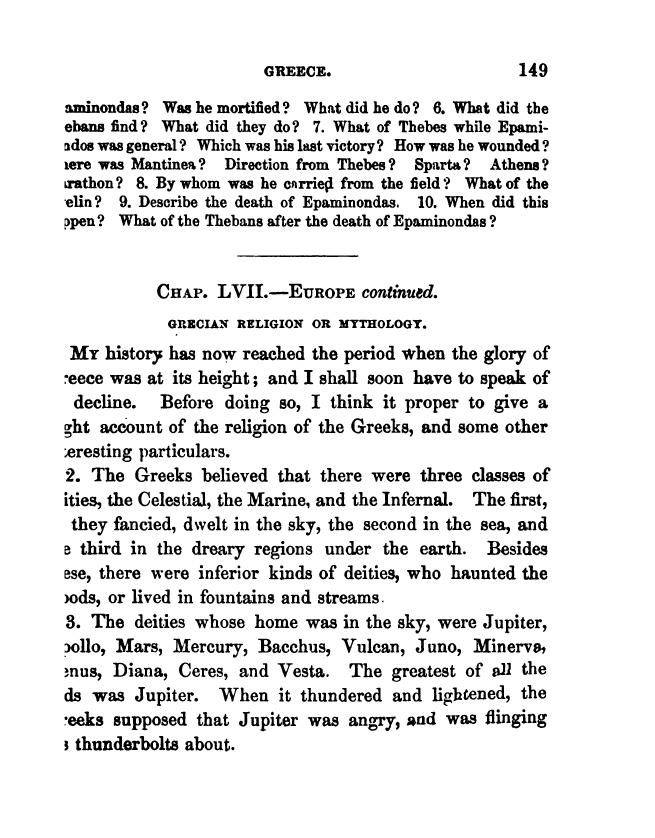 GREECE. 149
aminondas? Was he mortified? What did he do? 6. What did the
ebans find? What did they do? 7. What of Thebes while Epami-
ados was general? Which was his last victory? How was he wounded?
ere was Mantinea? Direction from Thebes? Sparta? Athens?
rathon? 8. By whom was he carried from the field? What of the
elin? 9. Describe the death of Epaminondas. 10. When did this
ppen? What of the Thebans after the death of Epaminondas?
CHAP. LVII.—EUROPE continued.
GRECIAN RELIGION OR MYTHOLOGY.
MY history has now reached the period when the glory of
reece was at its height; and I shall soon have to speak of
decline. Before doing so, I think it proper to give a
ght account of the religion of the Greeks, and some other
eresting particulars.
2. The Greeks believed that there were three classes of
ities, the Celestial, the Marine, and the Infernal. The first,
they fancied, dwelt in the sky, the second in the sea, and
e third in the dreary regions under the earth. Besides
ese, there were inferior kinds of deities, who haunted the
oods, or lived in fountains and streams.
3. The deities whose home was in the sky, were Jupiter,
pollo, Mars, Mercury, Bacchus, Vulcan, Juno, Minerva,
enus, Diana, Ceres, and Vesta. The greatest of all the
ds was Jupiter. When it thundered and lightened, the
reeks supposed that Jupiter was angry, and was flinging
s thunderbolts about.